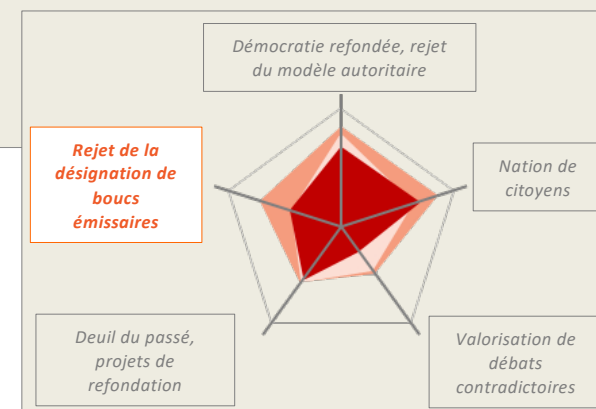 Démocratie refondée, rejet
du modèle autoritaire
Rejet de la
désignation de
boucs
émissaires
Nation de
citoyens
Deuil du passé,
projets de
refondation
Valorisation de
débats
contradictoires